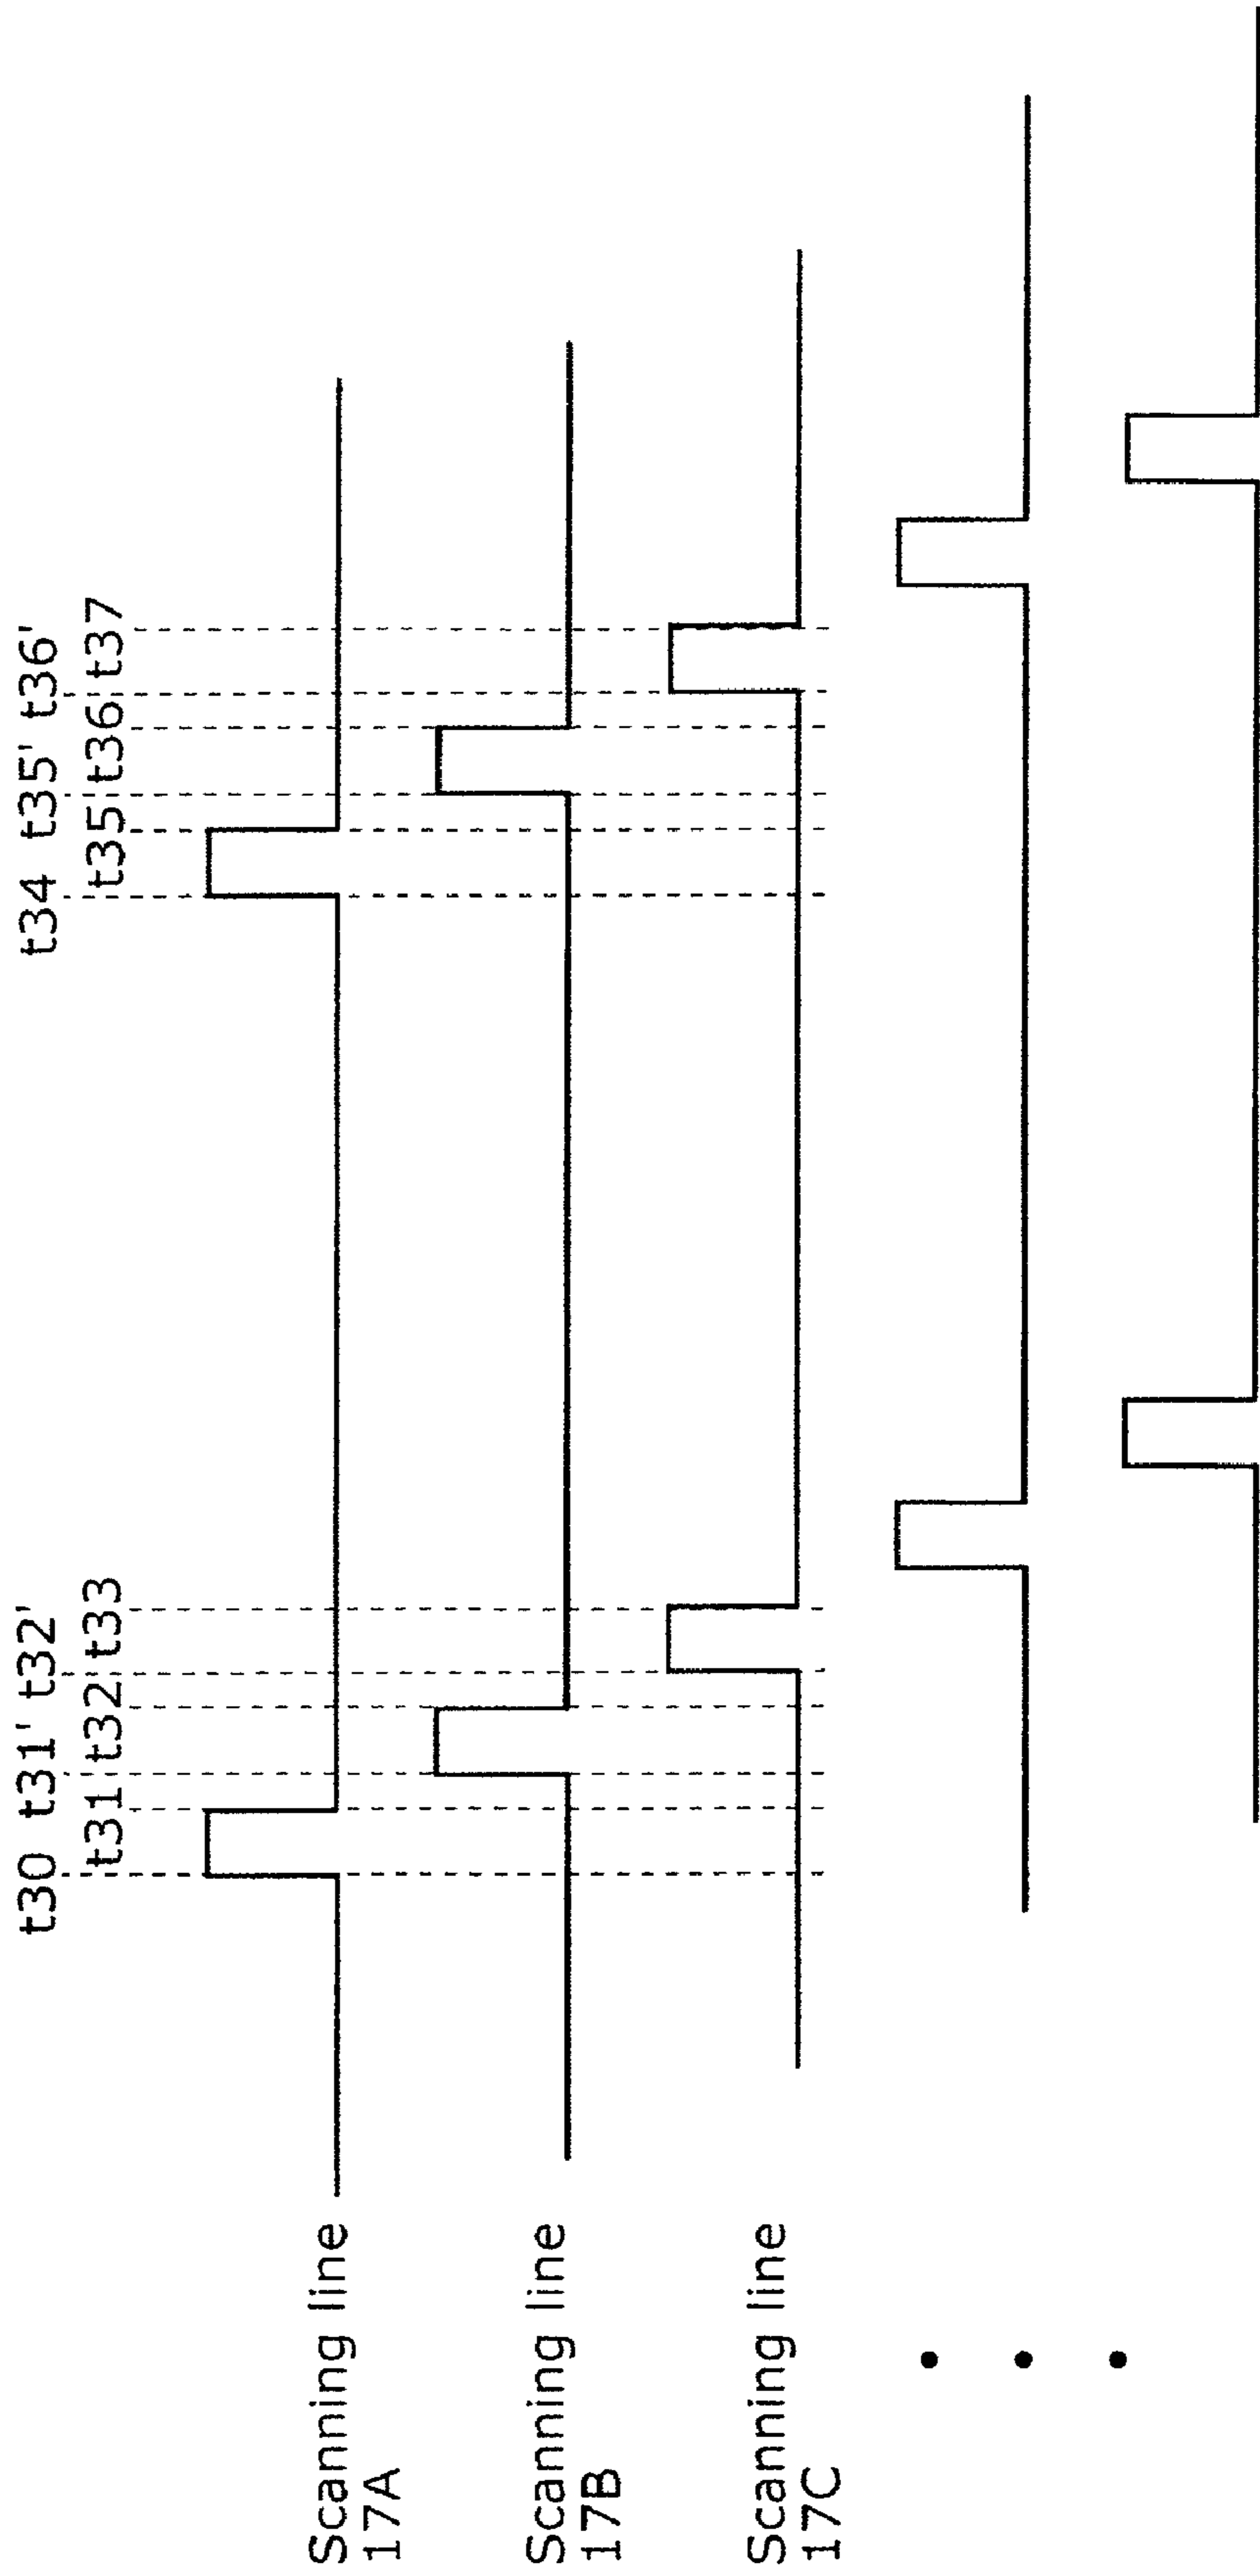 t30 t31' t32' t34 t35' t36'
t31 t32 t33 t35 t36 t37
Scanning line
17A
Scanning line
17B
Scanning line
17C